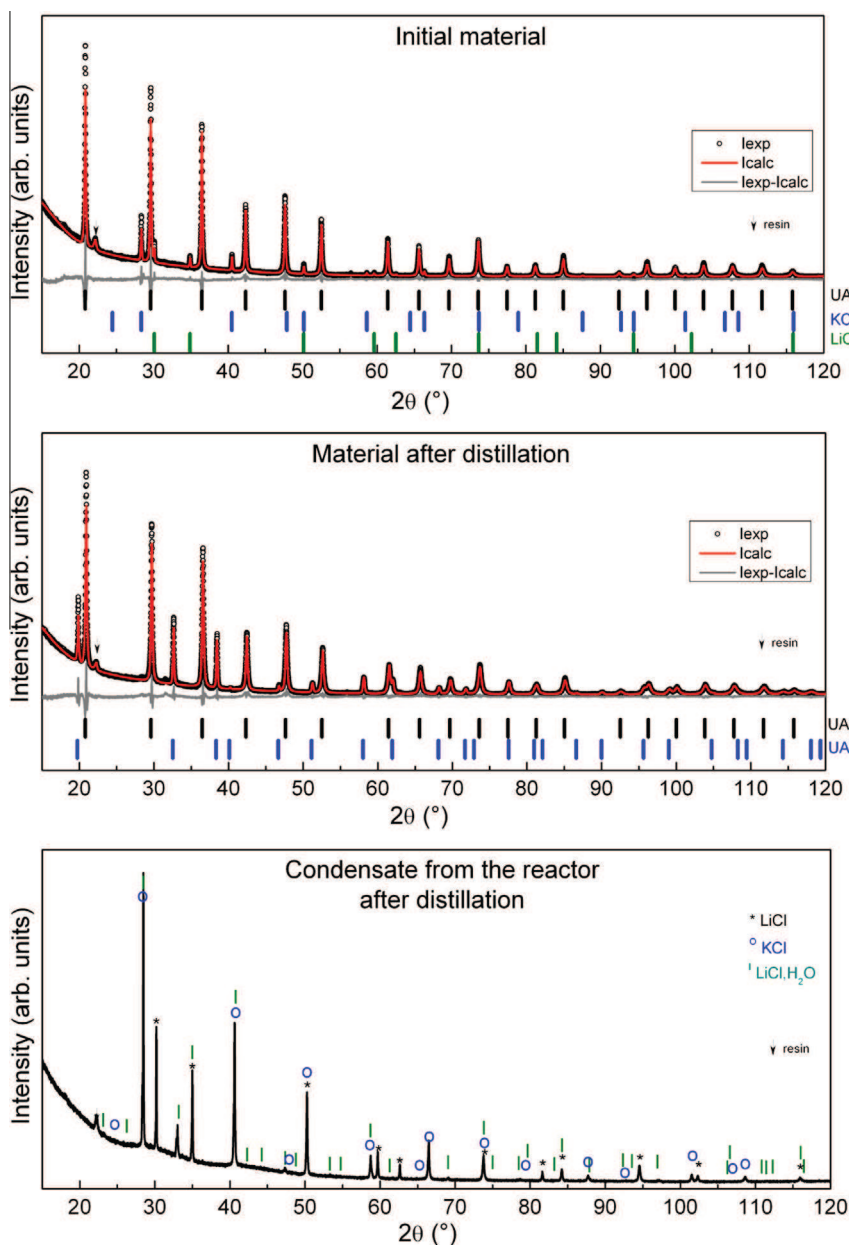 Initial material
Intensity (arb. units)
Iexp
Icalc
Iexp-Icalc
resin
UA
KC
LiC
20 30 40 50 60 70 80 90 100 110 120
2θ (°)
Material after distillation
Intensity (arb. units)
Iexp
Icalc
Iexp-Icalc
resin
UA
UA
20 30 40 50 60 70 80 90 100 110 120
2θ (°)
Condensate from the reactor
after distillation
Intensity (arb. units)
* LiCl
o KCl
ı LiCl,H₂O
resin
20 30 40 50 60 70 80 90 100 110 120
2θ (°)